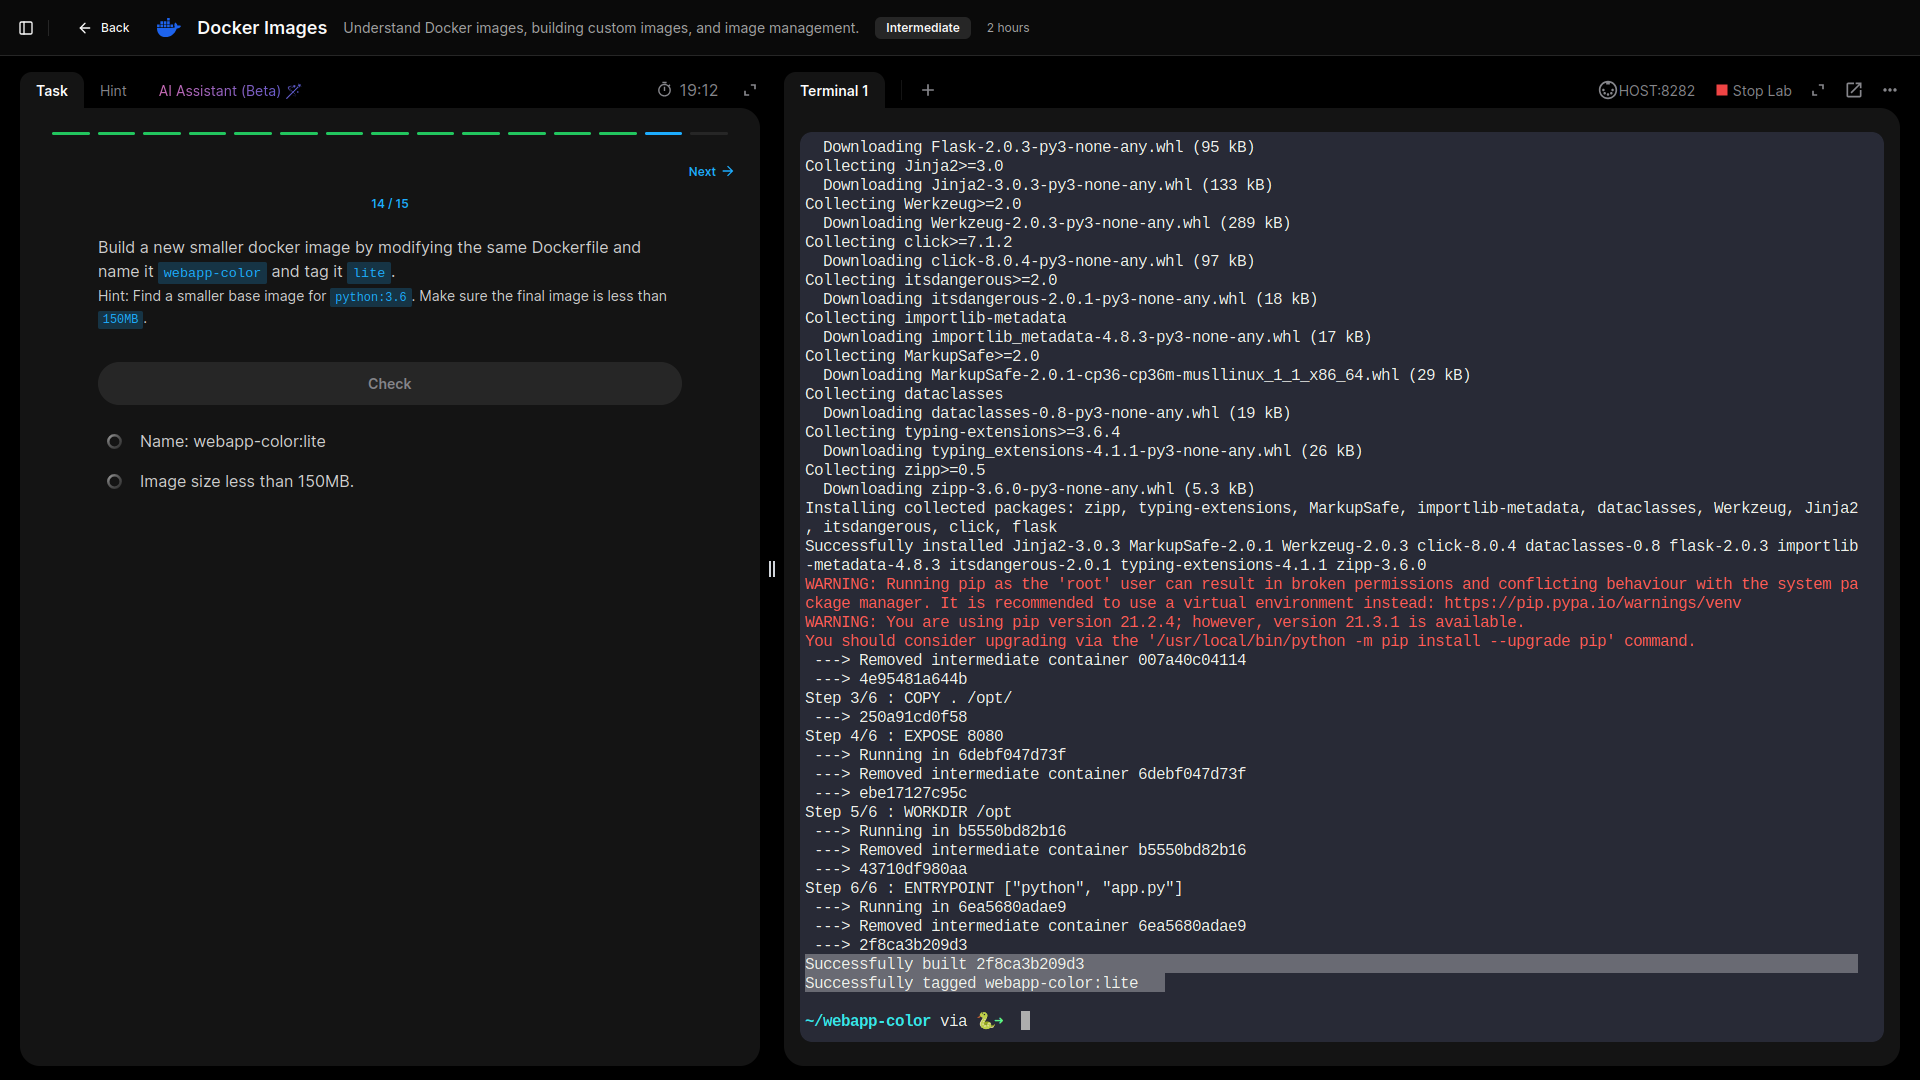 Back
Docker Images
Understand Docker images, building custom images, and image management.
Intermediate
2 hours
Task
Hint
AI Assistant (Beta)
19:12
Next
14 / 15
Build a new smaller docker image by modifying the same Dockerfile and
name it webapp-color and tag it lite.
Hint: Find a smaller base image for python:3.6. Make sure the final image is less than
150MB.
Check
Name: webapp-color:lite
Image size less than 150MB.
Terminal 1
HOST:8282
Stop Lab
Downloading Flask-2.0.3-py3-none-any.whl (95 kB)
Collecting Jinja2>=3.0
Downloading Jinja2-3.0.3-py3-none-any.whl (133 kB)
Collecting Werkzeug>=2.0
Downloading Werkzeug-2.0.3-py3-none-any.whl (289 kB)
Collecting click>=7.1.2
Downloading click-8.0.4-py3-none-any.whl (97 kB)
Collecting itsdangerous>=2.0
Downloading itsdangerous-2.0.1-py3-none-any.whl (18 kB)
Collecting importlib-metadata
Downloading importlib_metadata-4.8.3-py3-none-any.whl (17 kB)
Collecting MarkupSafe>=2.0
Downloading MarkupSafe-2.0.1-cp36-cp36m-musllinux_1_1_x86_64.whl (29 kB)
Collecting dataclasses
Downloading dataclasses-0.8-py3-none-any.whl (19 kB)
Collecting typing-extensions>=3.6.4
Downloading typing_extensions-4.1.1-py3-none-any.whl (26 kB)
Collecting zipp>=0.5
Downloading zipp-3.6.0-py3-none-any.whl (5.3 kB)
Installing collected packages: zipp, typing-extensions, MarkupSafe, importlib-metadata, dataclasses, Werkzeug, Jinja2
, itsdangerous, click, flask
Successfully installed Jinja2-3.0.3 MarkupSafe-2.0.1 Werkzeug-2.0.3 click-8.0.4 dataclasses-0.8 flask-2.0.3 importlib
-metadata-4.8.3 itsdangerous-2.0.1 typing-extensions-4.1.1 zipp-3.6.0
WARNING: Running pip as the 'root' user can result in broken permissions and conflicting behaviour with the system pa
ckage manager. It is recommended to use a virtual environment instead: https://pip.pypa.io/warnings/venv
WARNING: You are using pip version 21.2.4; however, version 21.3.1 is available.
You should consider upgrading via the '/usr/local/bin/python -m pip install --upgrade pip' command.
---> Removed intermediate container 007a40c04114
---> 4e95481a644b
Step 3/6 : COPY . /opt/
---> 250a91cd0f58
Step 4/6 : EXPOSE 8080
---> Running in 6debf047d73f
---> Removed intermediate container 6debf047d73f
---> ebe17127c95c
Step 5/6 : WORKDIR /opt
---> Running in b5550bd82b16
---> Removed intermediate container b5550bd82b16
---> 43710df980aa
Step 6/6 : ENTRYPOINT ["python", "app.py"]
---> Running in 6ea5680adae9
---> Removed intermediate container 6ea5680adae9
---> 2f8ca3b209d3
Successfully built 2f8ca3b209d3
Successfully tagged webapp-color:lite
~/webapp-color via 🐍➜